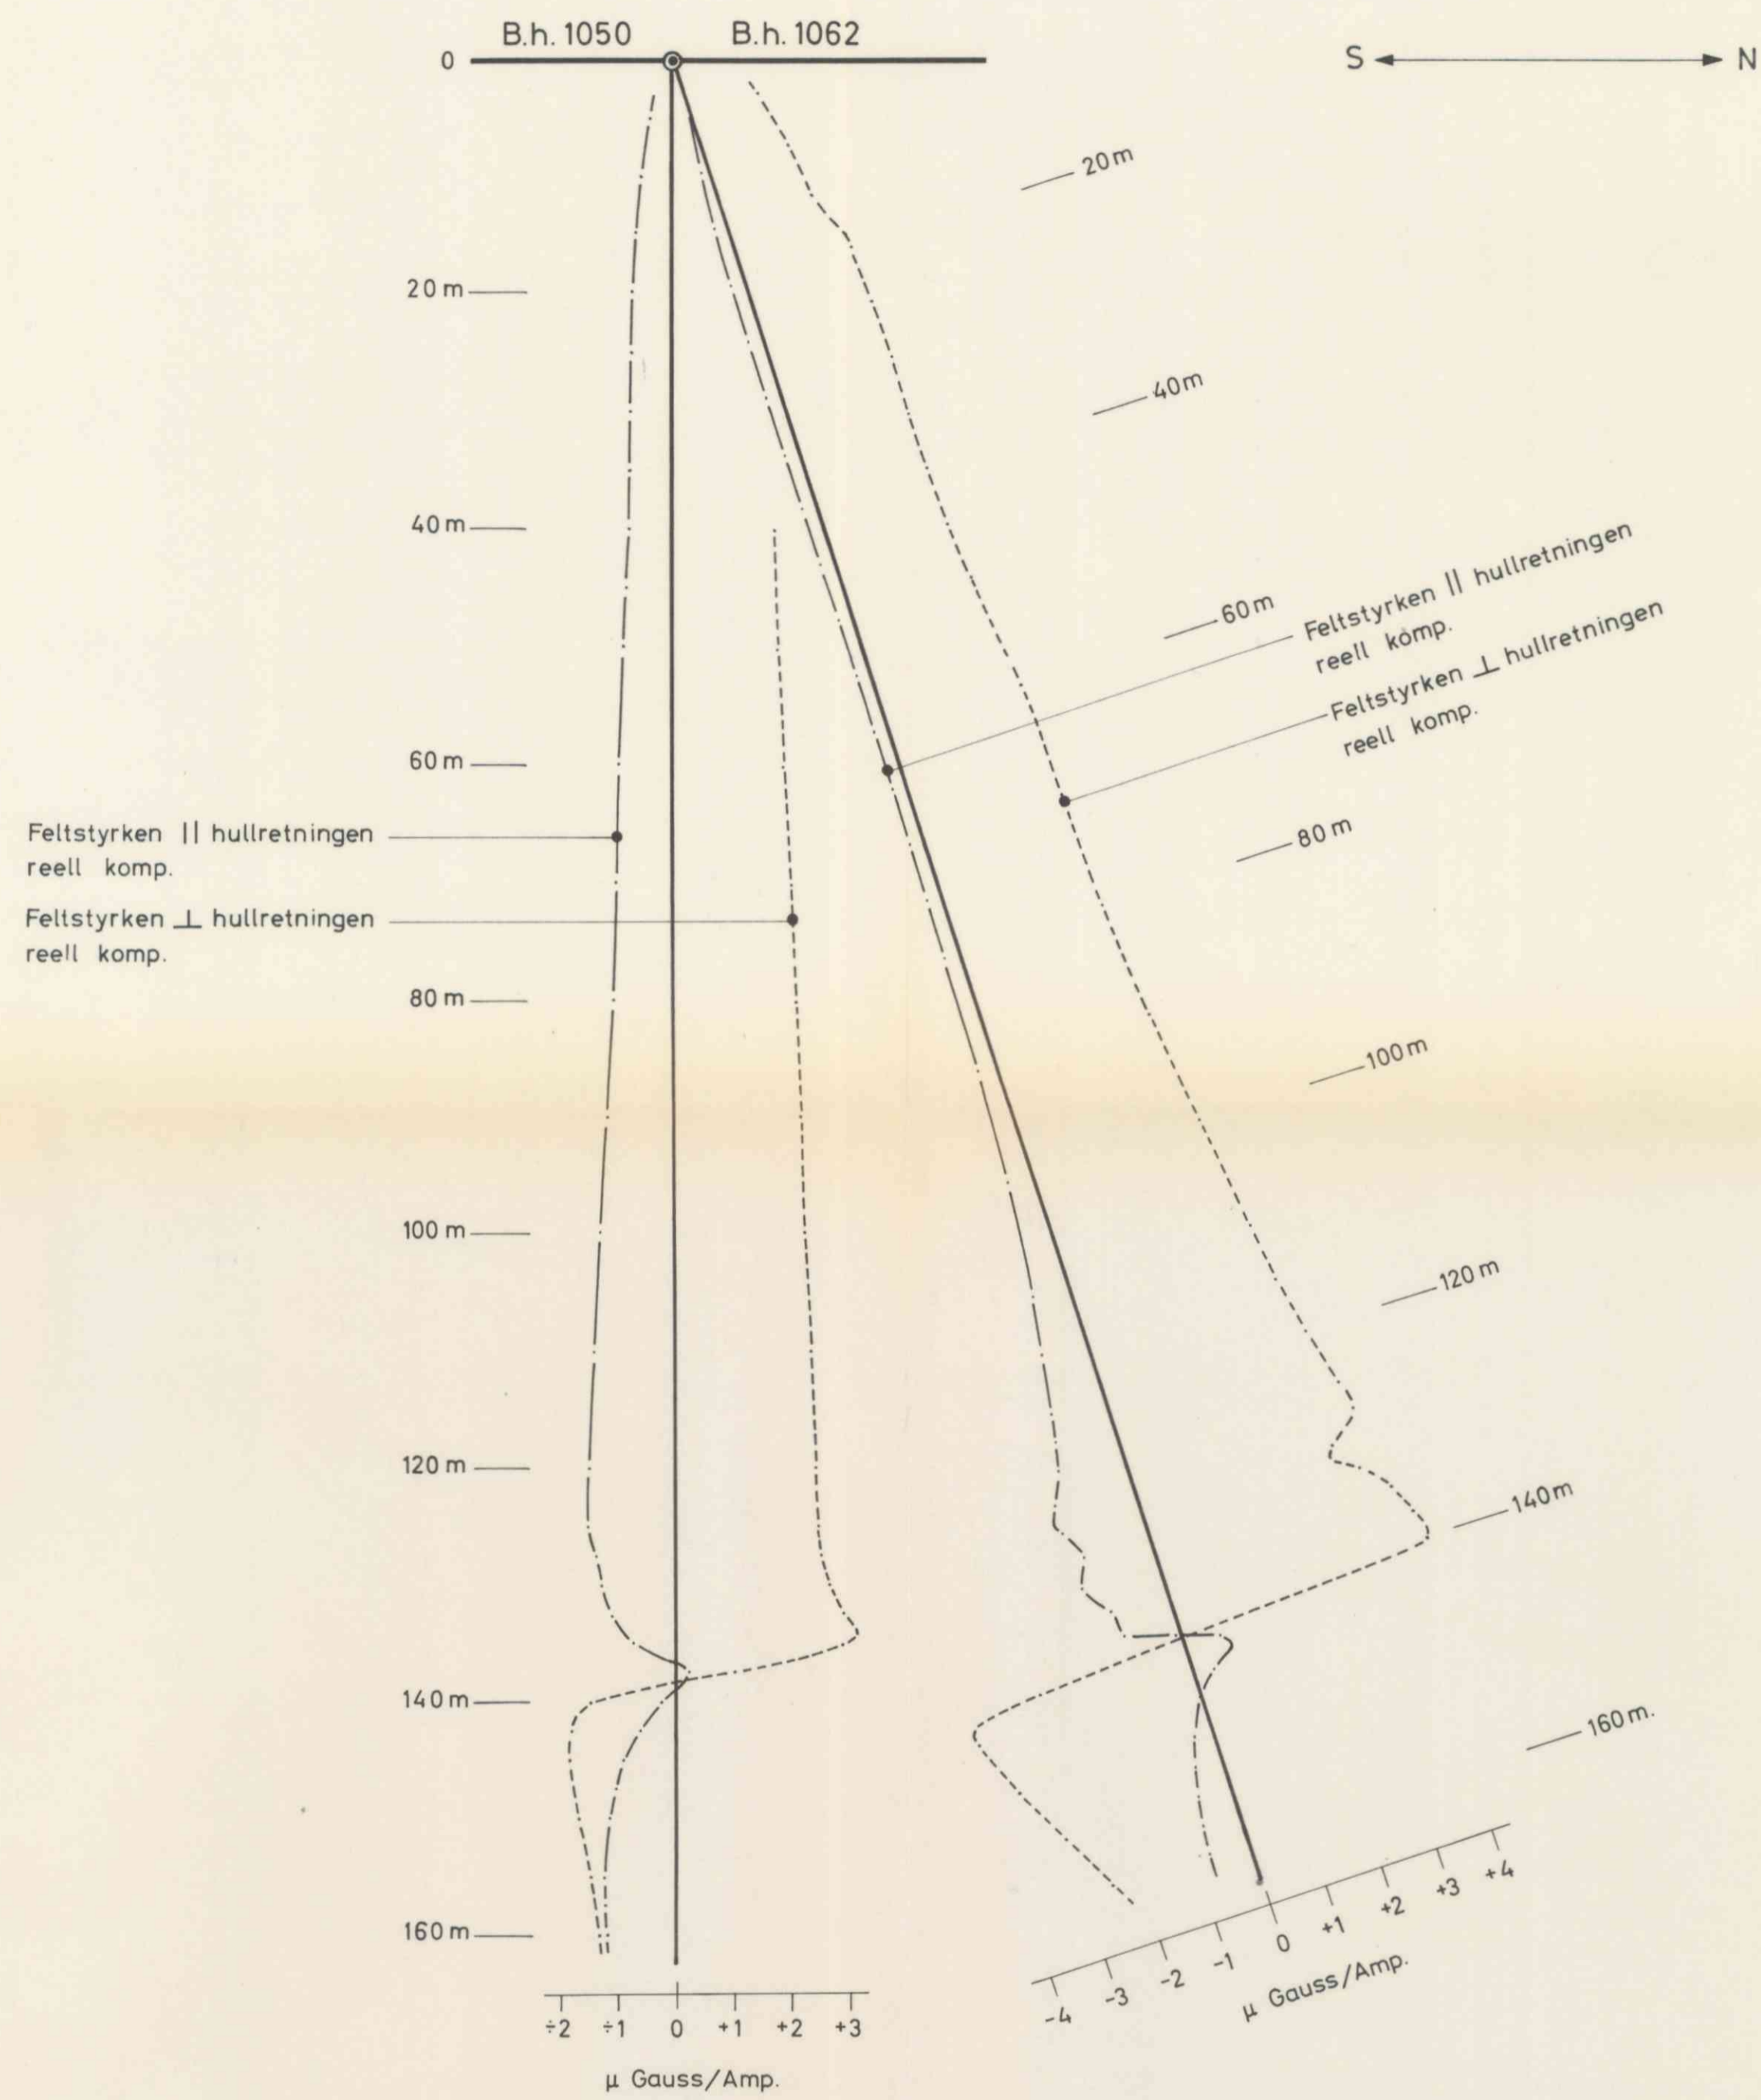 B.h. 1050
B.h. 1062
0
S
N
20 m
40 m
60 m
80 m
100 m
120 m
140 m
160 m
Feltstyrken || hullretningen
reell komp.
Feltstyrken ⊥ hullretningen
reell komp.
20 m
40 m
60 m
Feltstyrken || hullretningen
reell komp.
Feltstyrken ⊥ hullretningen
reell komp.
80 m
100 m
120 m
140 m
160 m.
÷2 ÷1 0 +1 +2 +3
μ Gauss/Amp.
-4 -3 -2 -1 0 +1 +2 +3 +4
μ Gauss/Amp.